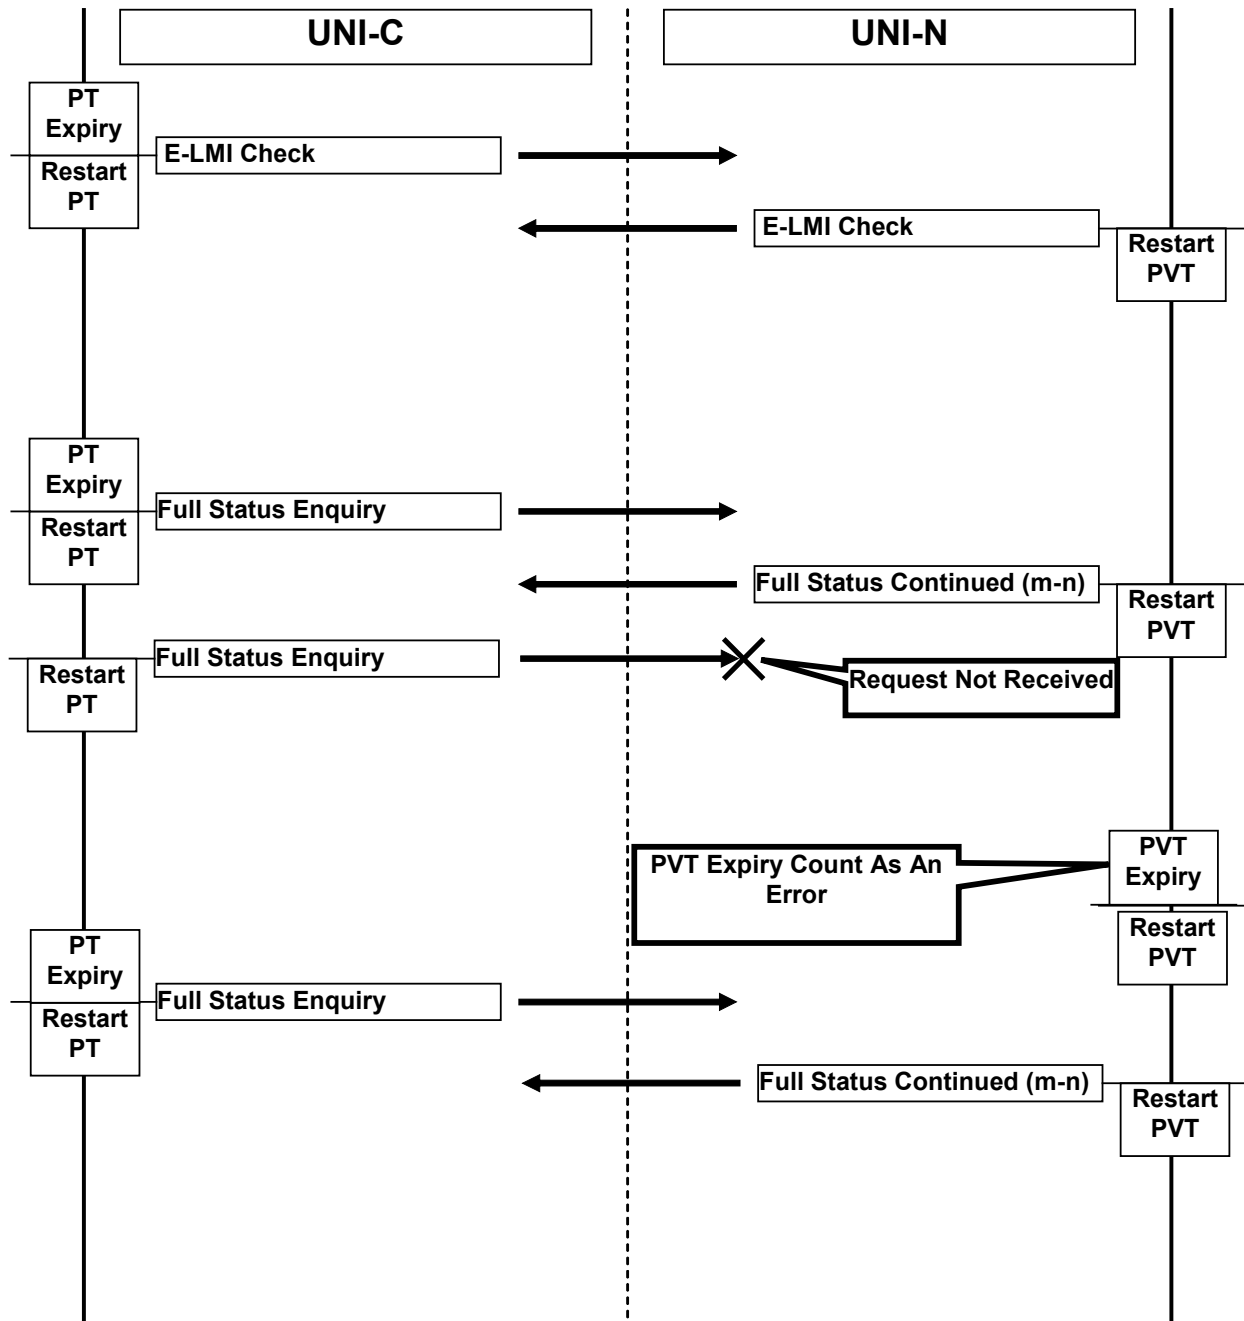 UNI-C
UNI-N
PT
Expiry
Restart
PT
E-LMI Check
E-LMI Check
Restart
PVT
PT
Expiry
Restart
PT
Full Status Enquiry
Full Status Continued (m-n)
Restart
PVT
Restart
PT
Full Status Enquiry
Request Not Received
PVT Expiry Count As An
Error
PVT
Expiry
Restart
PVT
PT
Expiry
Restart
PT
Full Status Enquiry
Full Status Continued (m-n)
Restart
PVT